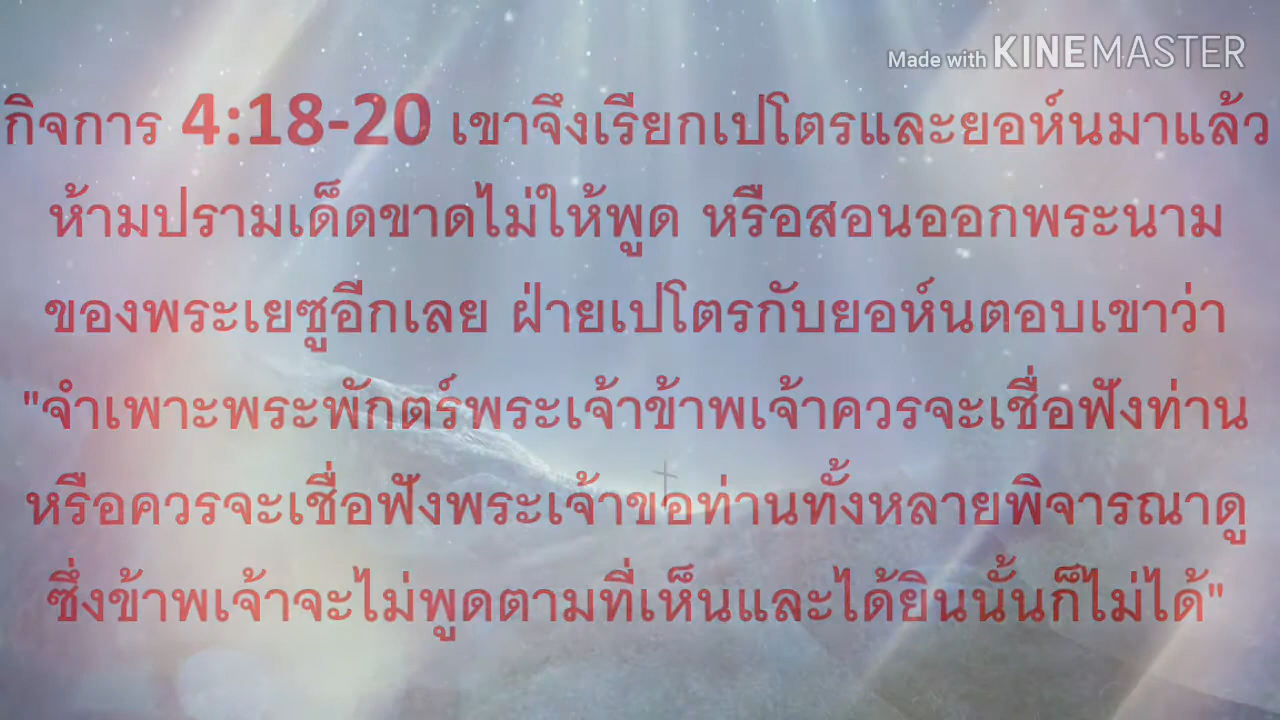 Made with KINEMASTER
กิจการ 4:18-20 เขาจึงเรียกเปโตรและยอห์นมาแล้ว
ห้ามปรามเด็ดขาดไม่ให้พูด หรือสอนออกพระนาม
ของพระเยซูอีกเลย ฝ่ายเปโตรกับยอห์นตอบเขาว่า
"จำเพาะพระพักตร์พระเจ้าข้าพเจ้าควรจะเชื่อฟังท่าน
หรือควรจะเชื่อฟังพระเจ้าขอท่านทั้งหลายพิจารณาดู
ซึ่งข้าพเจ้าจะไม่พูดตามที่เห็นและได้ยินนั้นก็ไม่ได้"